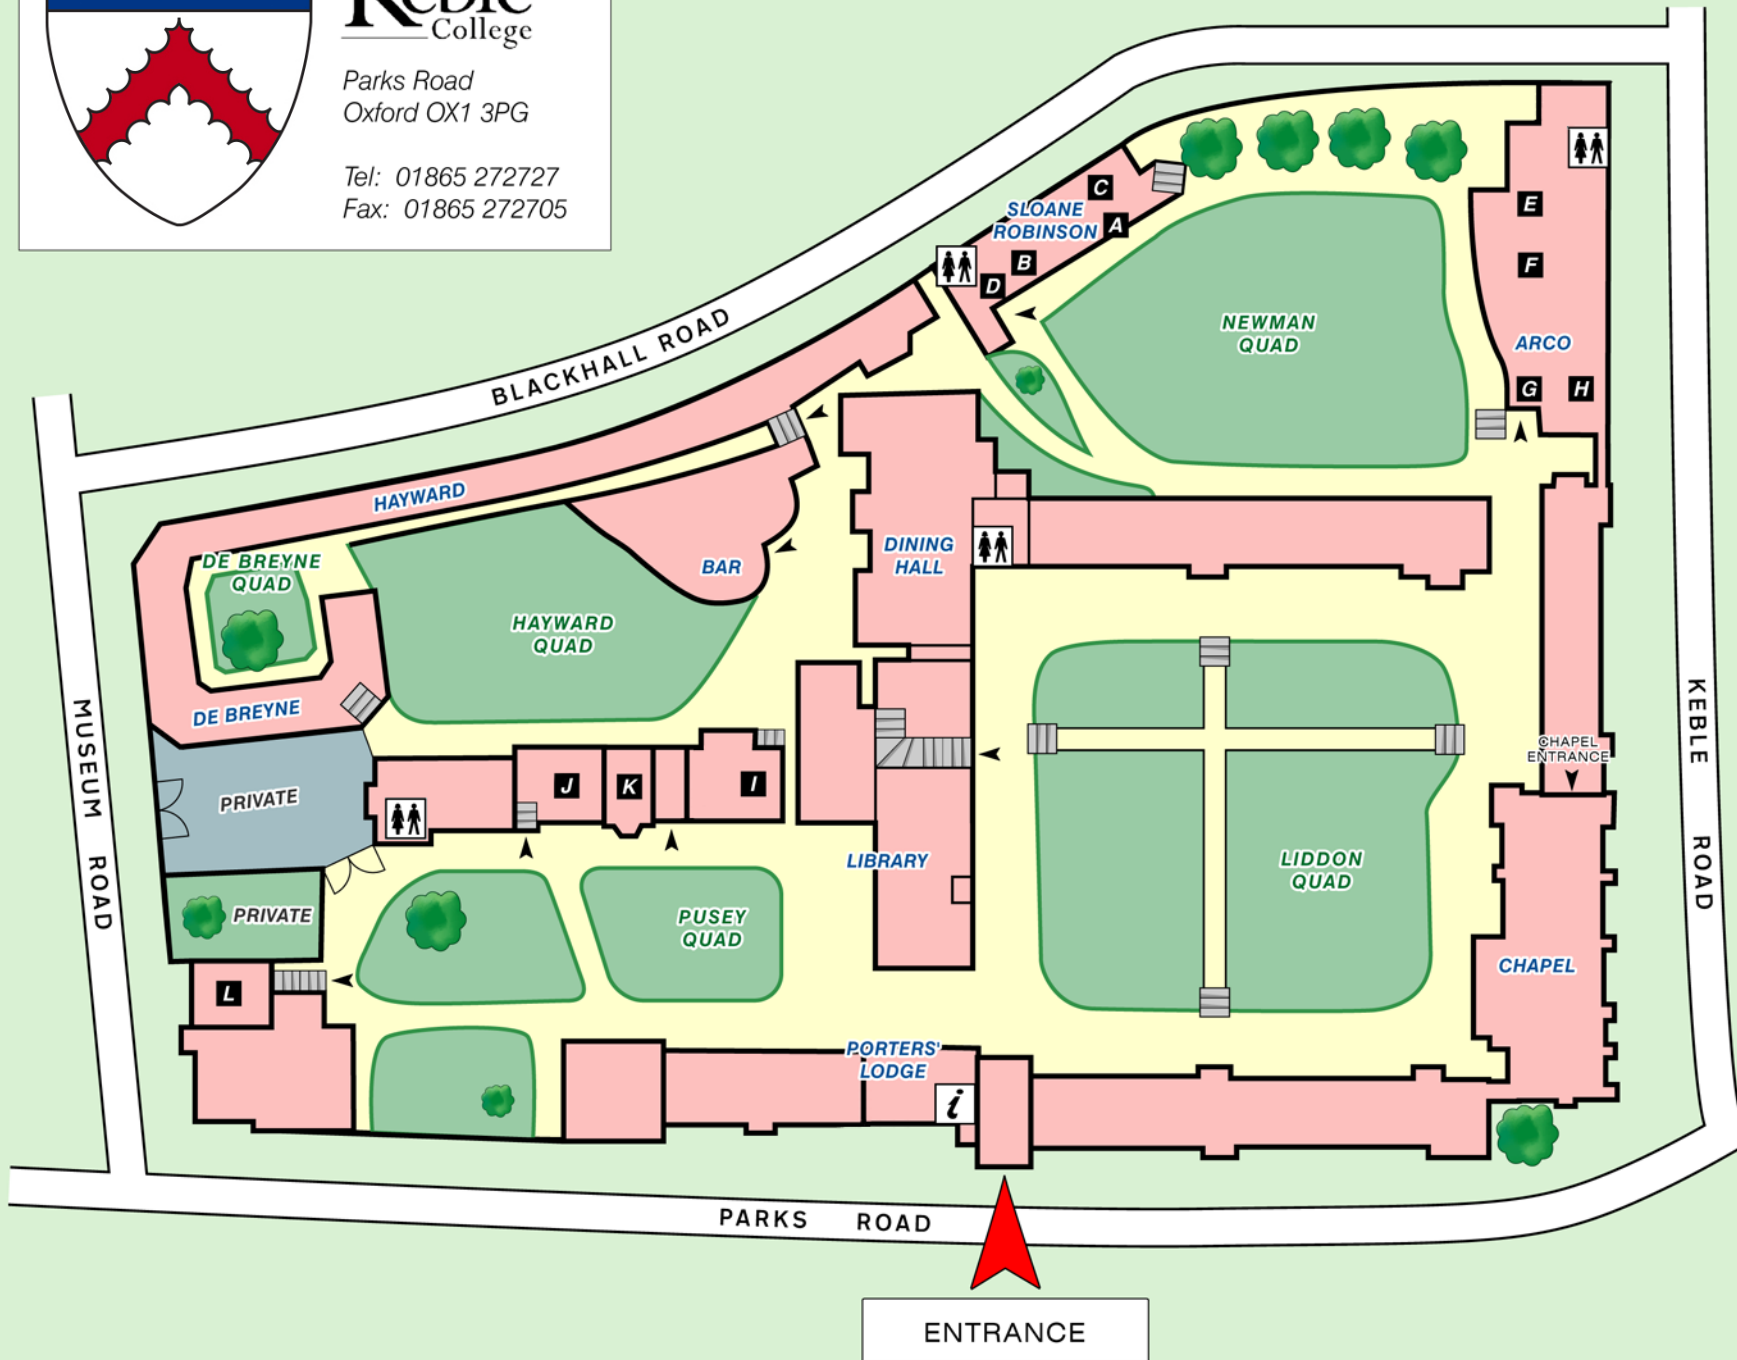 Keble
College
Parks Road
Oxford OX1 3PG
Tel: 01865 272727
Fax: 01865 272705
BLACKHALL ROAD
C
SLOANE
ROBINSON
A
B
D
E
F
NEWMAN
QUAD
ARCO
G
H
HAYWARD
DE BREYNE
QUAD
BAR
DINING
HALL
HAYWARD
QUAD
DE BREYNE
MUSEUM ROAD
KEBLE ROAD
CHAPEL
ENTRANCE
PRIVATE
J
K
I
LIBRARY
LIDDON
QUAD
PRIVATE
PUSEY
QUAD
CHAPEL
L
PORTERS'
LODGE
i
PARKS ROAD
ENTRANCE